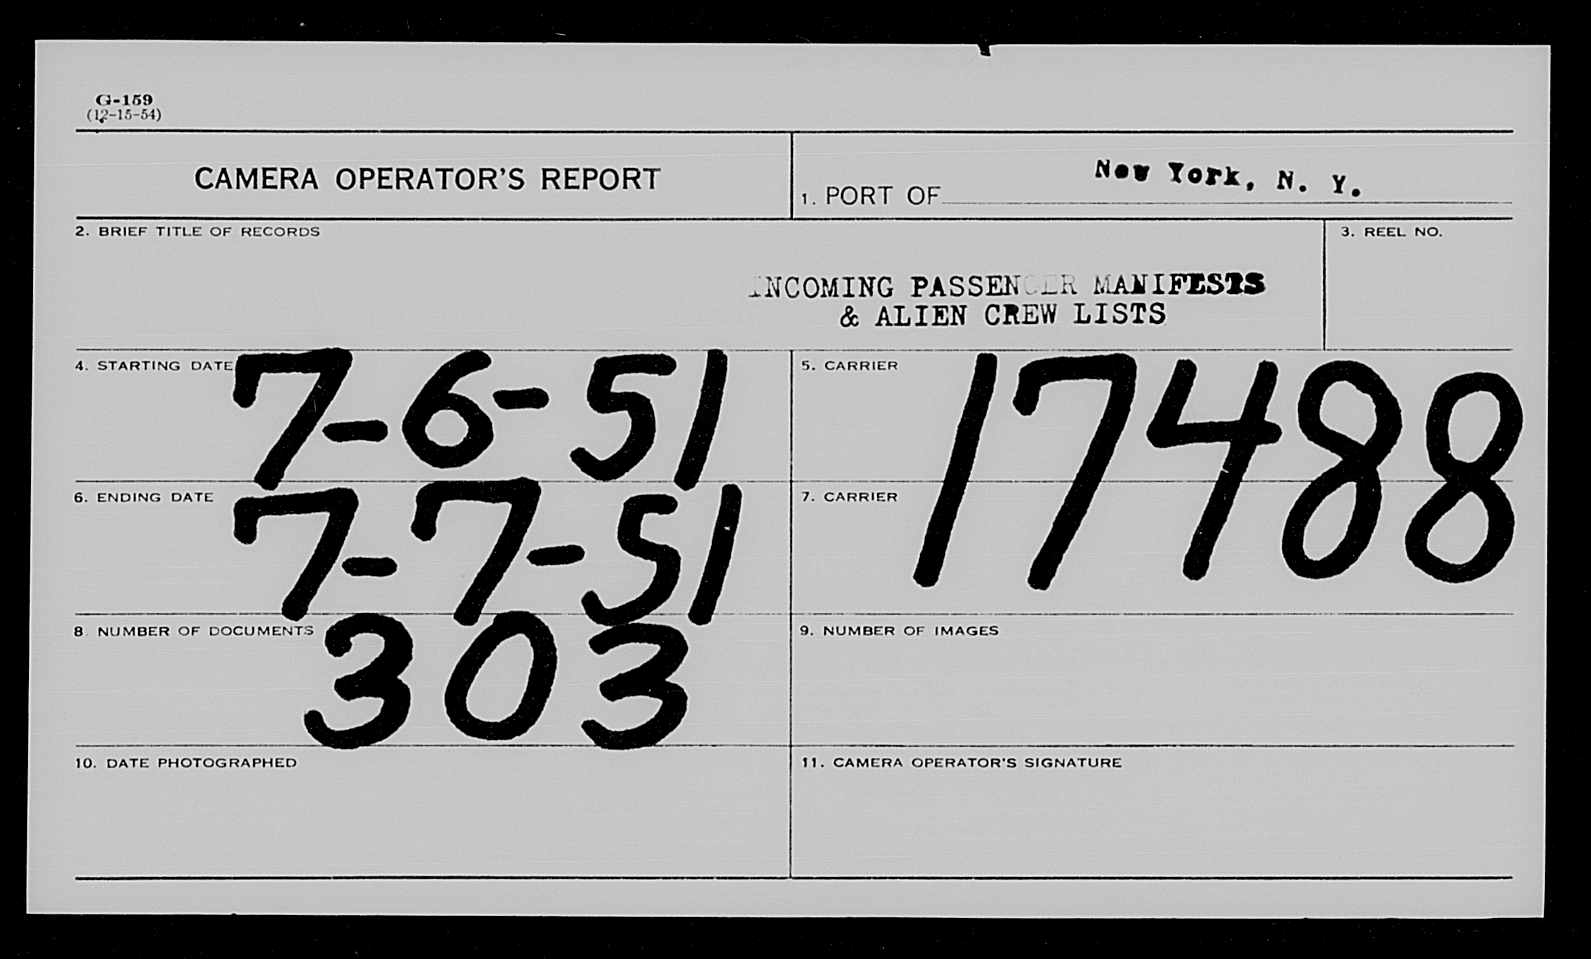 G-159
(12-15-54)
CAMERA OPERATOR'S REPORT
1. PORT OF New York, N. Y.
2. BRIEF TITLE OF RECORDS
INCOMING PASSENGER MANIFESTS
& ALIEN CREW LISTS
3. REEL NO.
4. STARTING DATE 7-6-51
5. CARRIER 17488
6. ENDING DATE 7-7-51
7. CARRIER
8. NUMBER OF DOCUMENTS 303
9. NUMBER OF IMAGES
10. DATE PHOTOGRAPHED
11. CAMERA OPERATOR'S SIGNATURE